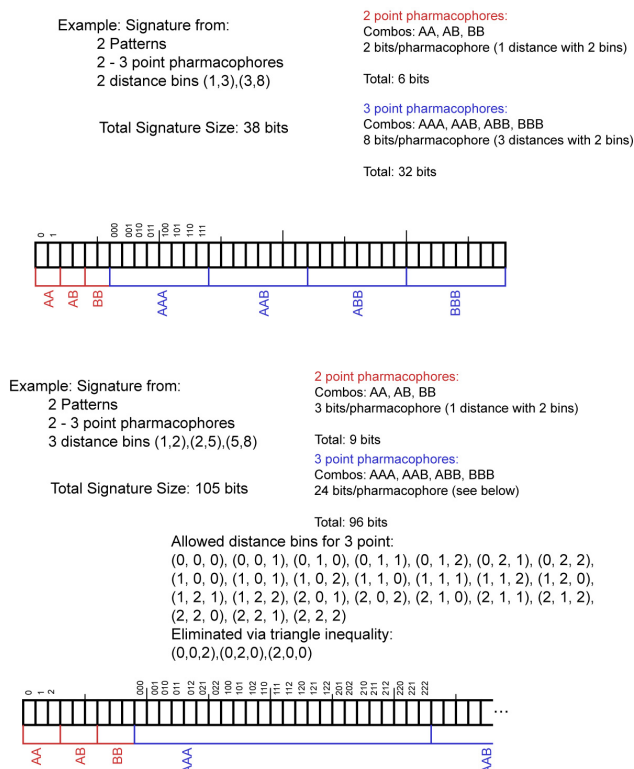 Example: Signature from:
2 Patterns
2 - 3 point pharmacophores
2 distance bins (1,3),(3,8)
Total Signature Size: 38 bits
2 point pharmacophores:
Combos: AA, AB, BB
2 bits/pharmacophore (1 distance with 2 bins)
Total: 6 bits
3 point pharmacophores:
Combos: AAA, AAB, ABB, BBB
8 bits/pharmacophore (3 distances with 2 bins)
Total: 32 bits
0 1 000 001 010 011 100 101 110 111
AA AB BB AAA AAB ABB BBB
Example: Signature from:
2 Patterns
2 - 3 point pharmacophores
3 distance bins (1,2),(2,5),(5,8)
Total Signature Size: 105 bits
2 point pharmacophores:
Combos: AA, AB, BB
3 bits/pharmacophore (1 distance with 2 bins)
Total: 9 bits
3 point pharmacophores:
Combos: AAA, AAB, ABB, BBB
24 bits/pharmacophore (see below)
Total: 96 bits
Allowed distance bins for 3 point:
(0, 0, 0), (0, 0, 1), (0, 1, 0), (0, 1, 1), (0, 1, 2), (0, 2, 1), (0, 2, 2),
(1, 0, 0), (1, 0, 1), (1, 0, 2), (1, 1, 0), (1, 1, 1), (1, 1, 2), (1, 2, 0),
(1, 2, 1), (1, 2, 2), (2, 0, 1), (2, 0, 2), (2, 1, 0), (2, 1, 1), (2, 1, 2),
(2, 2, 0), (2, 2, 1), (2, 2, 2)
Eliminated via triangle inequality:
(0,0,2),(0,2,0),(2,0,0)
0 1 2 000 001 010 011 012 021 022 100 101 102 110 111 112 120 121 122 201 202 210 211 212 220 221 222
...
AA AB BB AAA AAB